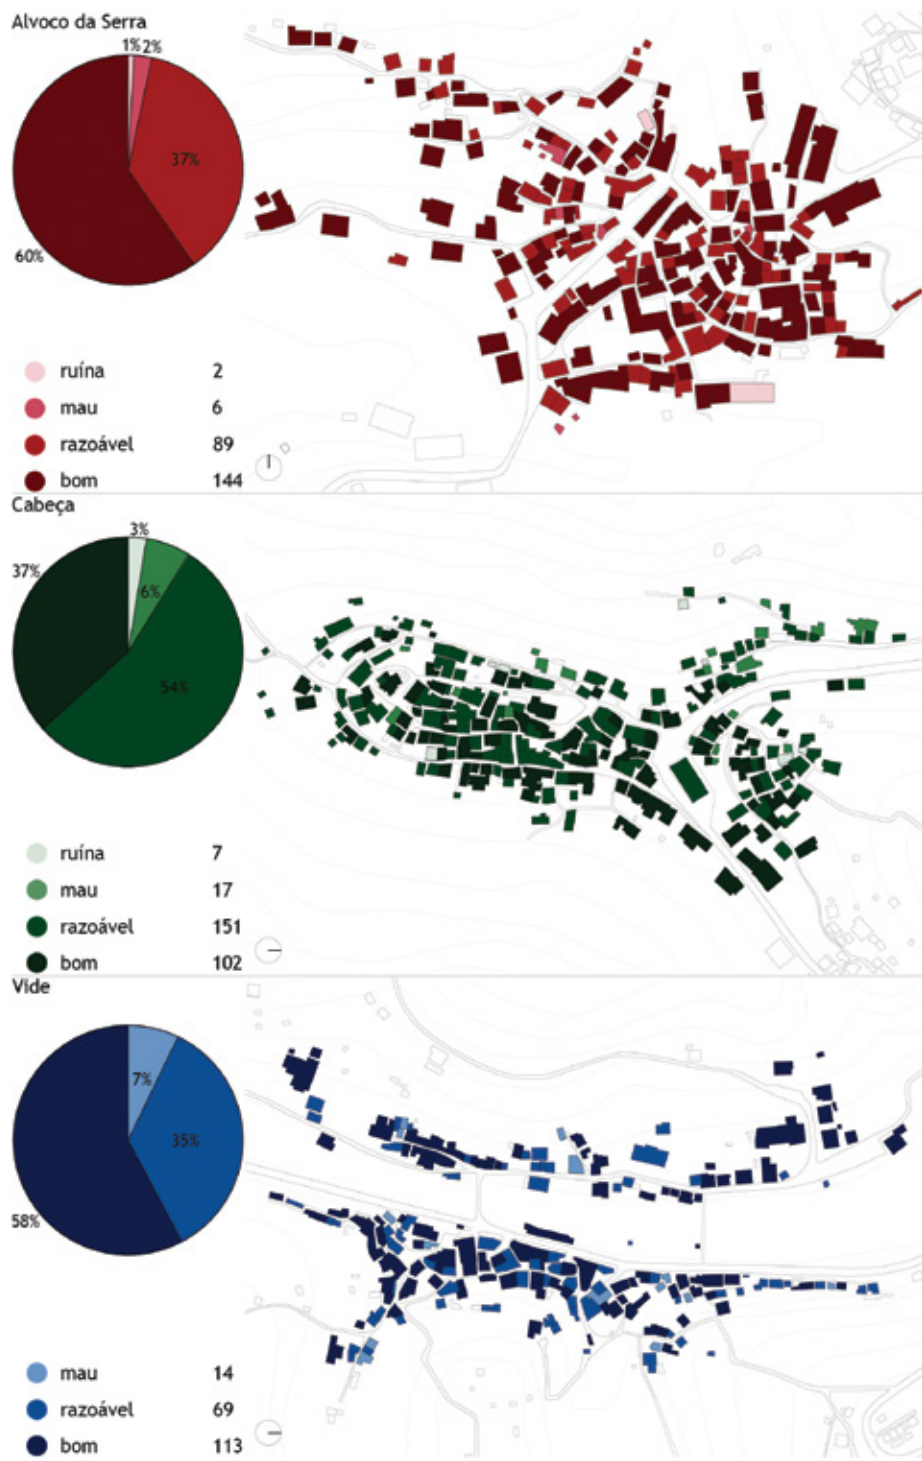 Alvoco da Serra
1% 2%
37%
60%
ruína 2
mau 6
razoável 89
bom 144
Cabeça
3%
37%
6%
54%
ruína 7
mau 17
razoável 151
bom 102
Vide
7%
35%
58%
mau 14
razoável 69
bom 113